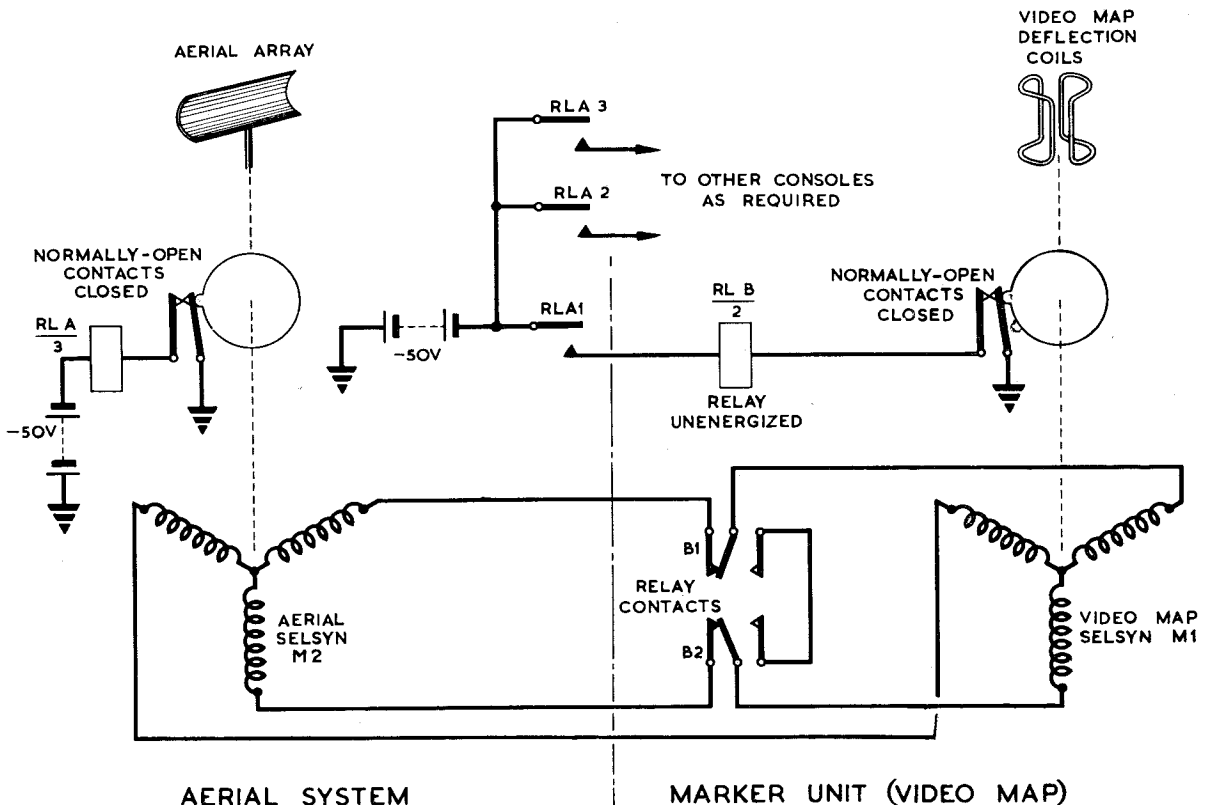 AERIAL ARRAY
VIDEO MAP
DEFLECTION
COILS
RLA 3
TO OTHER CONSOLES
AS REQUIRED
RLA 2
NORMALLY-OPEN
CONTACTS
CLOSED
NORMALLY-OPEN
CONTACTS
CLOSED
RL A
3
RLA1
RL B
2
-50V
RELAY
UNENERGIZED
-50V
B1
RELAY
CONTACTS
B2
AERIAL
SELSYN
M2
VIDEO MAP
SELSYN M1
AERIAL SYSTEM
MARKER UNIT (VIDEO MAP)